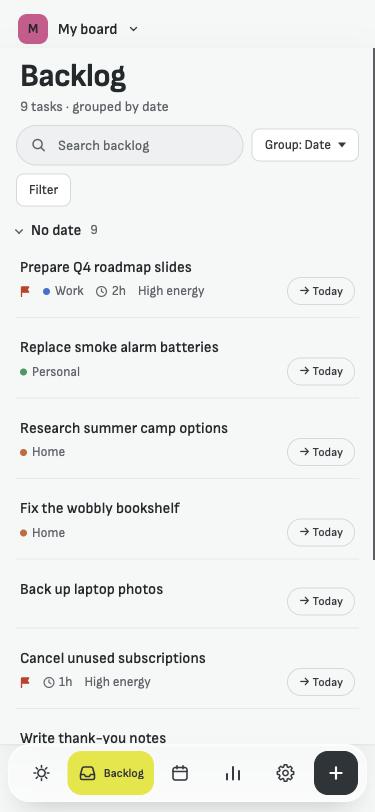 M My board
Backlog
9 tasks · grouped by date
Search backlog
Group: Date
Filter
No date 9
Prepare Q4 roadmap slides
Work 2h High energy
→ Today
Replace smoke alarm batteries
Personal
→ Today
Research summer camp options
Home
→ Today
Fix the wobbly bookshelf
Home
→ Today
Back up laptop photos
→ Today
Cancel unused subscriptions
1h High energy
→ Today
Write thank-you notes
Backlog